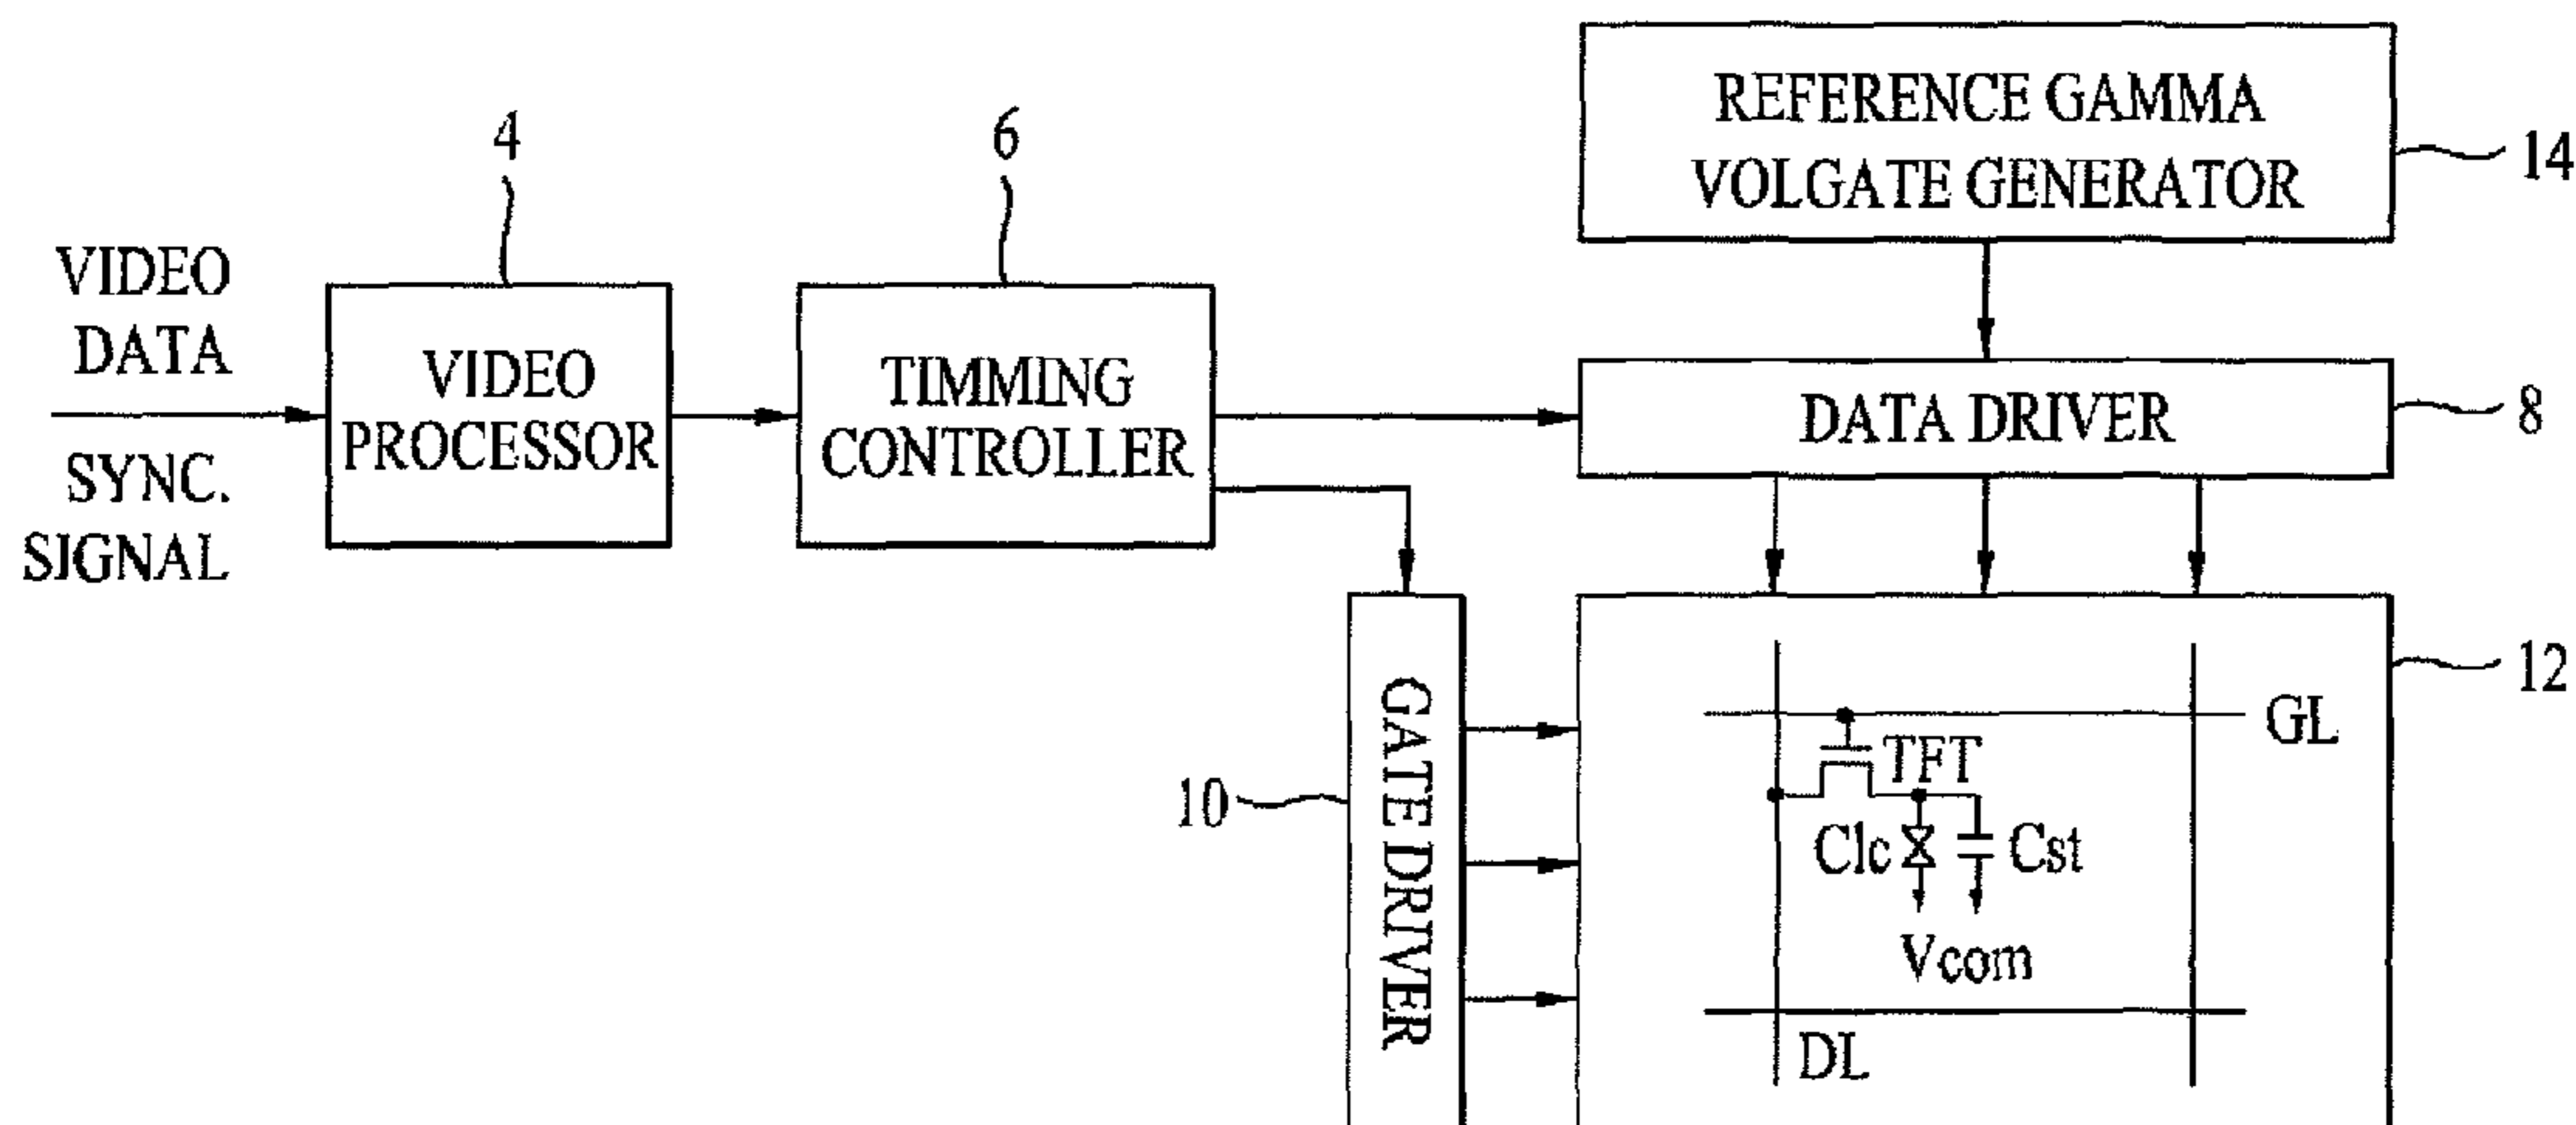 REFERENCE GAMMA
VOLGATE GENERATOR
14
4
6
VIDEO
DATA
SYNC.
SIGNAL
VIDEO
PROCESSOR
TIMMING
CONTROLLER
DATA DRIVER
8
GATE DRIVER
10
12
GL
TFT
Clc
Cst
Vcom
DL